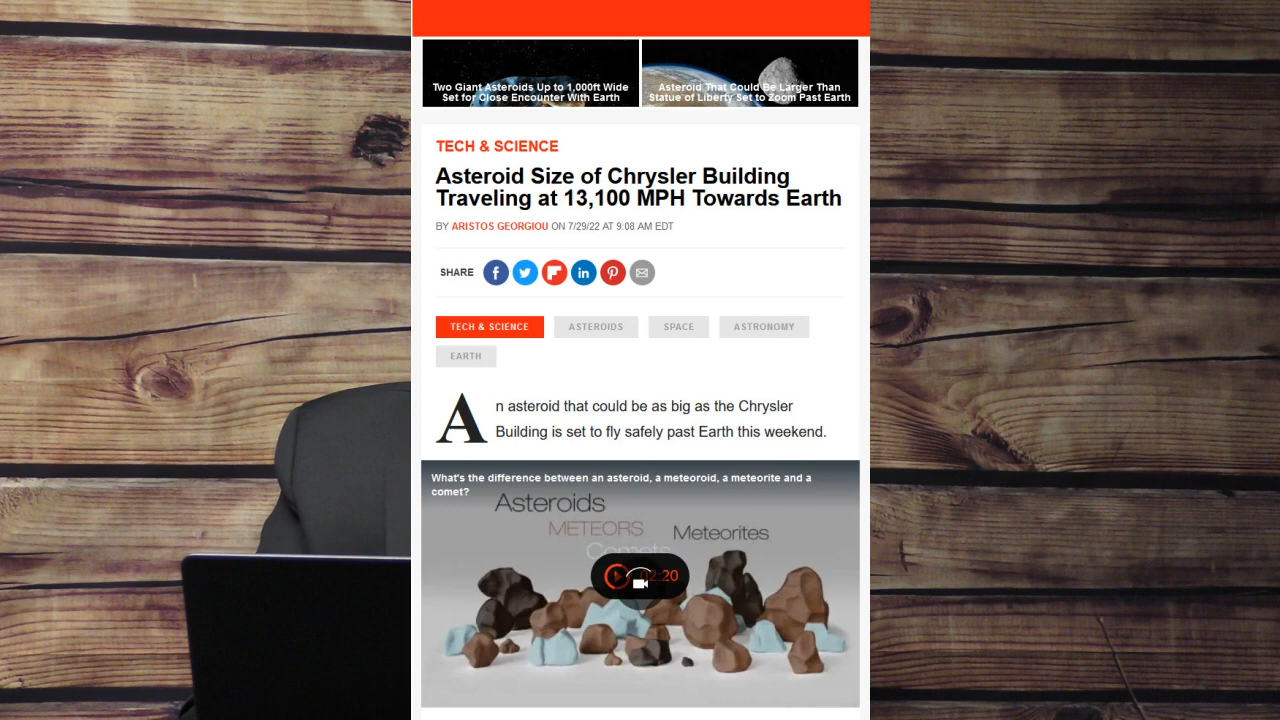 Two Giant Asteroids Up to 1,000ft Wide
Set for Close Encounter With Earth
Asteroid That Could Be Larger Than
Statue of Liberty Set to Zoom Past Earth
TECH & SCIENCE
Asteroid Size of Chrysler Building
Traveling at 13,100 MPH Towards Earth
BY ARISTOS GEORGIOU ON 7/29/22 AT 9:08 AM EDT
SHARE
TECH & SCIENCE
ASTEROIDS
SPACE
ASTRONOMY
EARTH
An asteroid that could be as big as the Chrysler
Building is set to fly safely past Earth this weekend.
What's the difference between an asteroid, a meteoroid, a meteorite and a
comet?
Asteroids
METEORS
Meteorites
Comets
02:20